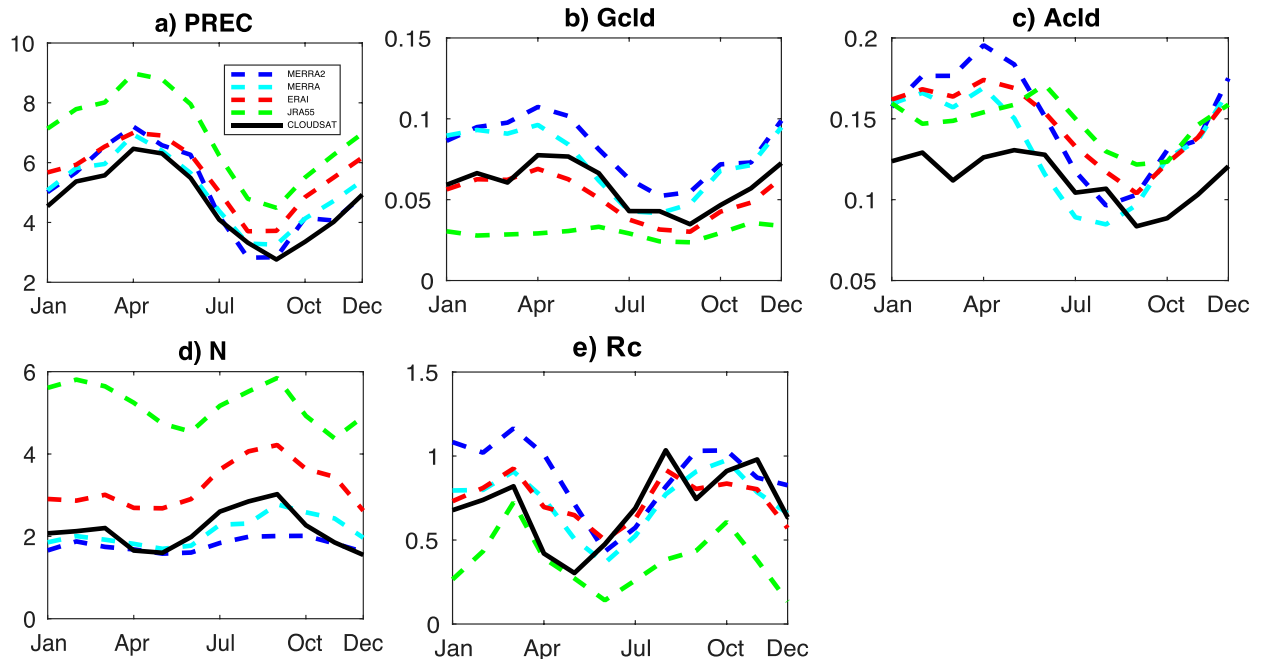 a) PREC
10
8
6
4
2
Jan Apr Jul Oct Dec
MERRA2
MERRA
ERAI
JRA55
CLOUDSAT
b) Gcld
0.15
0.1
0.05
0
Jan Apr Jul Oct Dec
c) Acld
0.2
0.15
0.1
0.05
Jan Apr Jul Oct Dec
d) N
6
4
2
0
Jan Apr Jul Oct Dec
e) Rc
1.5
1
0.5
0
Jan Apr Jul Oct Dec